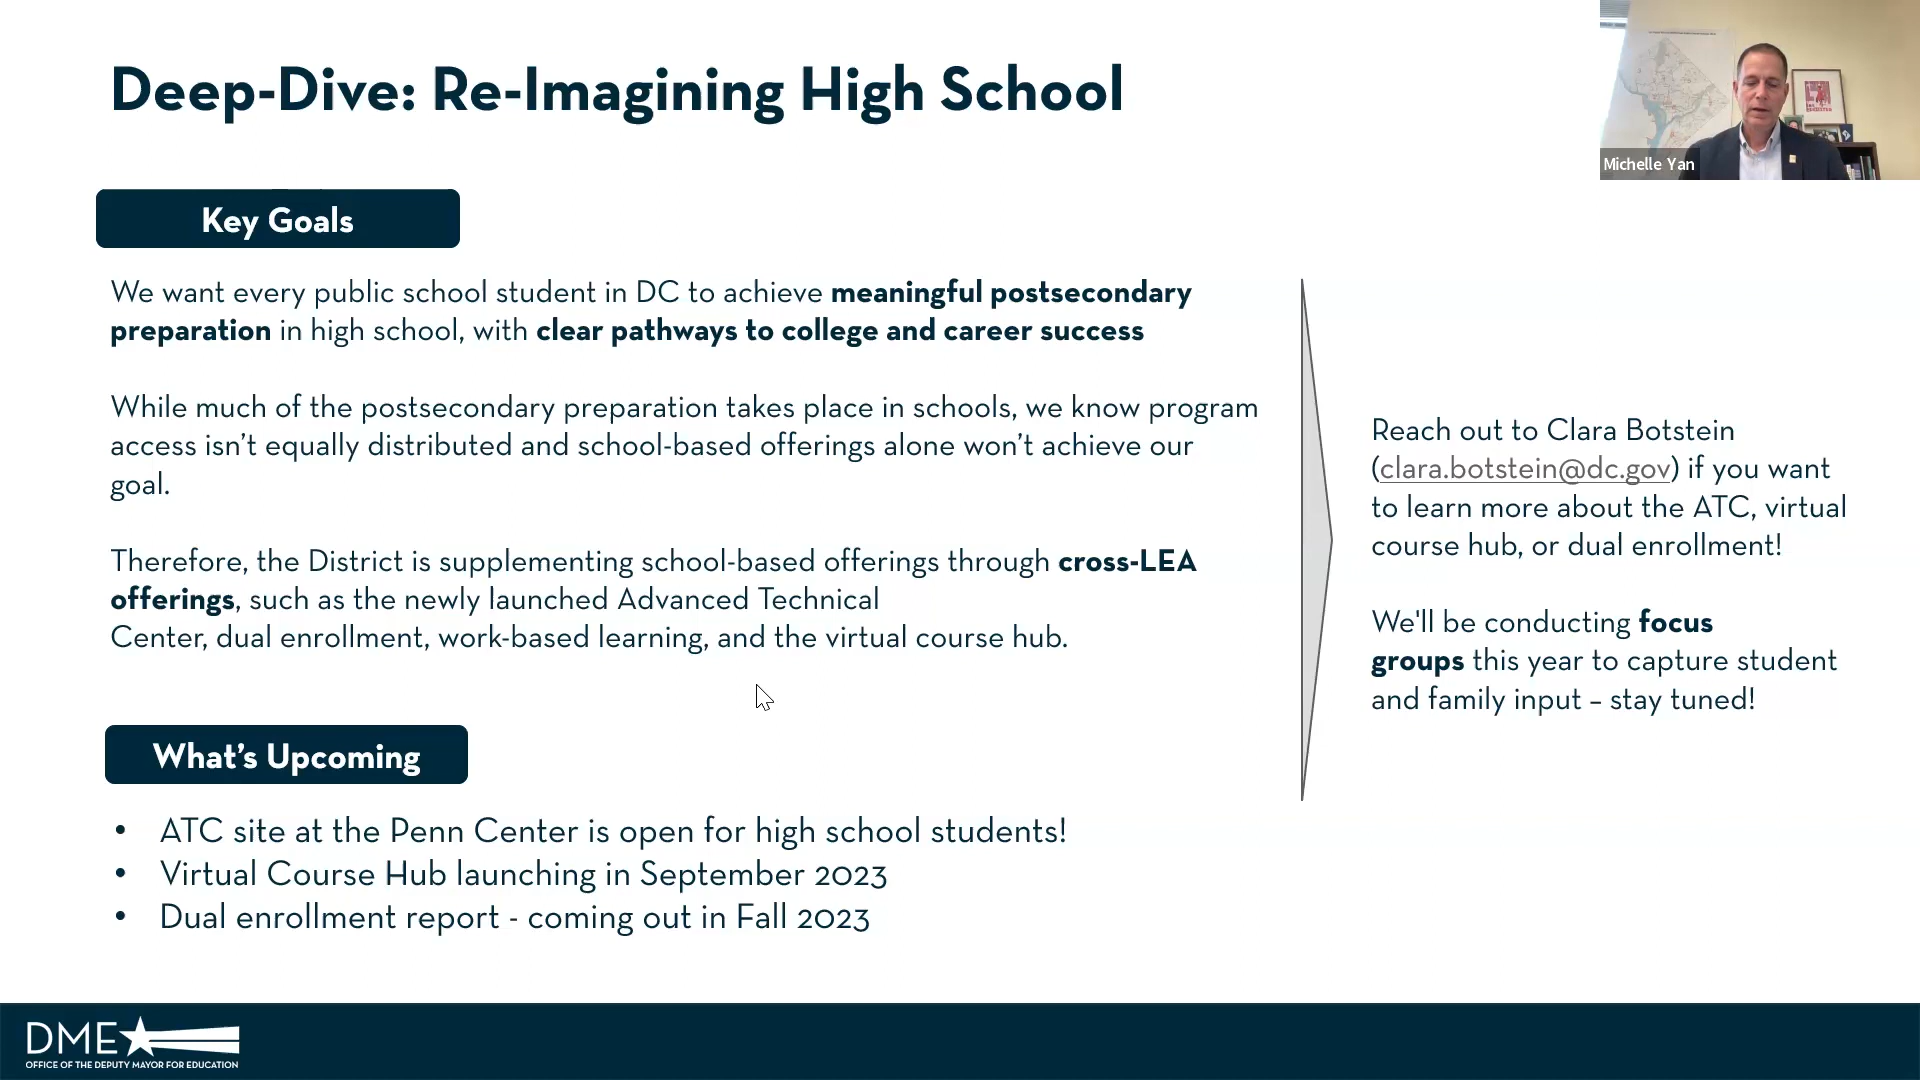 Deep-Dive: Re-Imagining High School
Michelle Yan
Key Goals
We want every public school student in DC to achieve meaningful postsecondary
preparation in high school, with clear pathways to college and career success
While much of the postsecondary preparation takes place in schools, we know program
access isn’t equally distributed and school-based offerings alone won’t achieve our
goal.
Therefore, the District is supplementing school-based offerings through cross-LEA
offerings, such as the newly launched Advanced Technical
Center, dual enrollment, work-based learning, and the virtual course hub.
What’s Upcoming
• ATC site at the Penn Center is open for high school students!
• Virtual Course Hub launching in September 2023
• Dual enrollment report - coming out in Fall 2023
Reach out to Clara Botstein
(clara.botstein@dc.gov) if you want
to learn more about the ATC, virtual
course hub, or dual enrollment!
We'll be conducting focus
groups this year to capture student
and family input – stay tuned!
DME
OFFICE OF THE DEPUTY MAYOR FOR EDUCATION